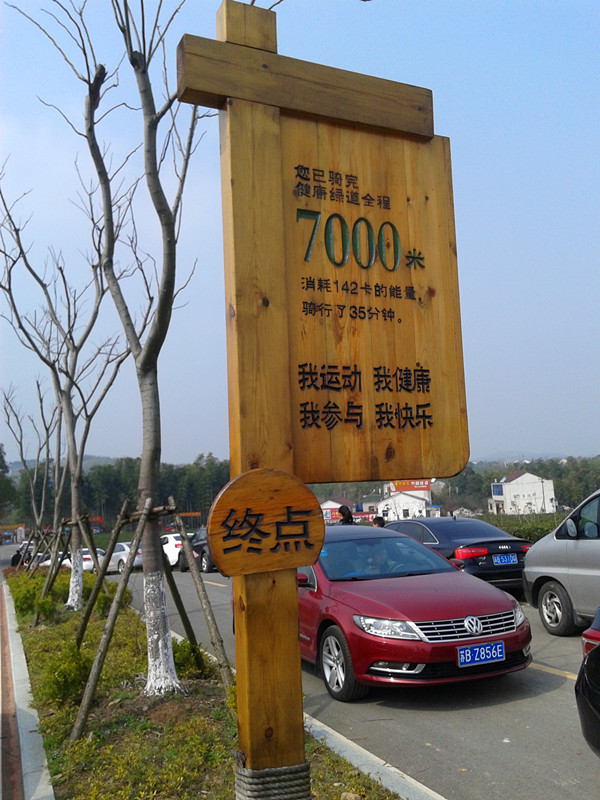 您已骑完
健康绿道全程
7000米
消耗142卡的能量,
骑行了35分钟。
我运动 我健康
我参与 我快乐
终点
苏B·Z856E